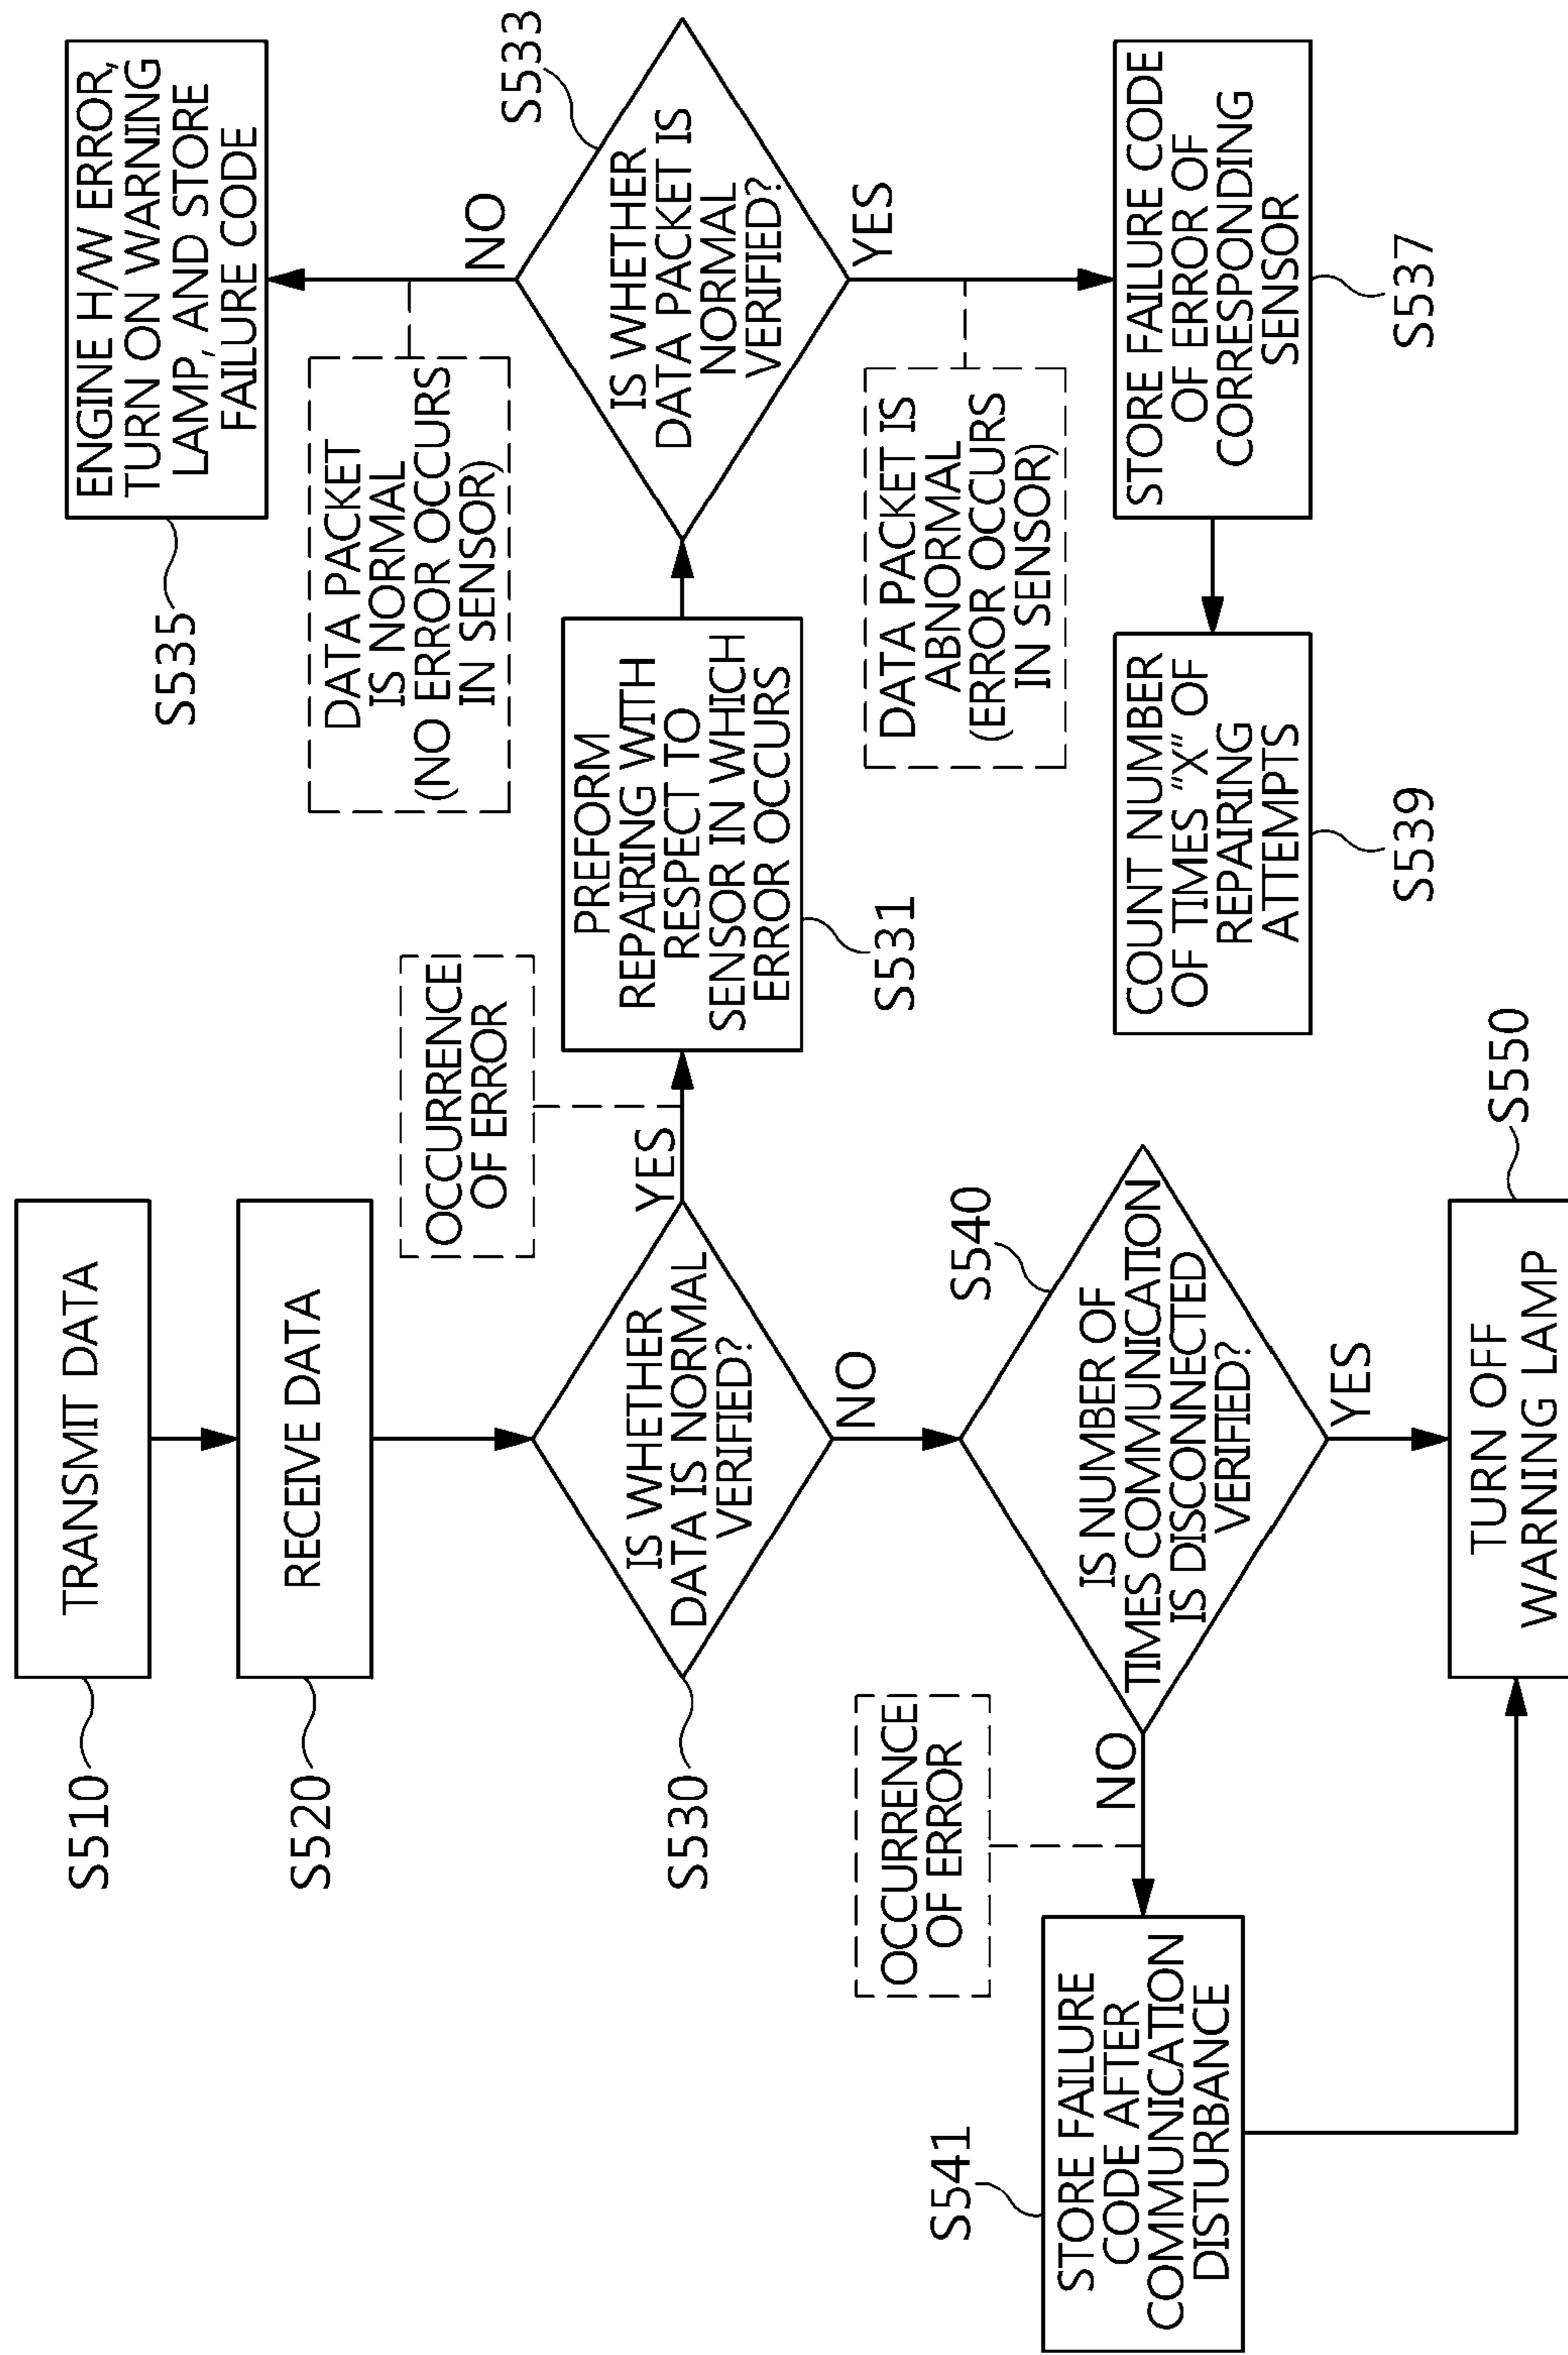 S510
TRANSMIT DATA
S520
RECEIVE DATA
S530
IS WHETHER
DATA IS NORMAL
VERIFIED?
YES
OCCURRENCE
OF ERROR
PREFORM
REPAIRING WITH
RESPECT TO
SENSOR IN WHICH
ERROR OCCURS
S531
IS WHETHER
DATA PACKET IS
NORMAL
VERIFIED?
S533
NO
DATA PACKET
IS NORMAL
(NO ERROR OCCURS
IN SENSOR)
S535
ENGINE H/W ERROR,
TURN ON WARNING
LAMP, AND STORE
FAILURE CODE
YES
DATA PACKET IS
ABNORMAL
(ERROR OCCURS
IN SENSOR)
STORE FAILURE CODE
OF ERROR OF
CORRESPONDING
SENSOR
S537
COUNT NUMBER
OF TIMES "X" OF
REPAIRING
ATTEMPTS
S539
NO
S540
IS NUMBER OF
TIMES COMMUNICATION
IS DISCONNECTED
VERIFIED?
NO
OCCURRENCE
OF ERROR
S541
STORE FAILURE
CODE AFTER
COMMUNICATION
DISTURBANCE
YES
S550
TURN OFF
WARNING LAMP